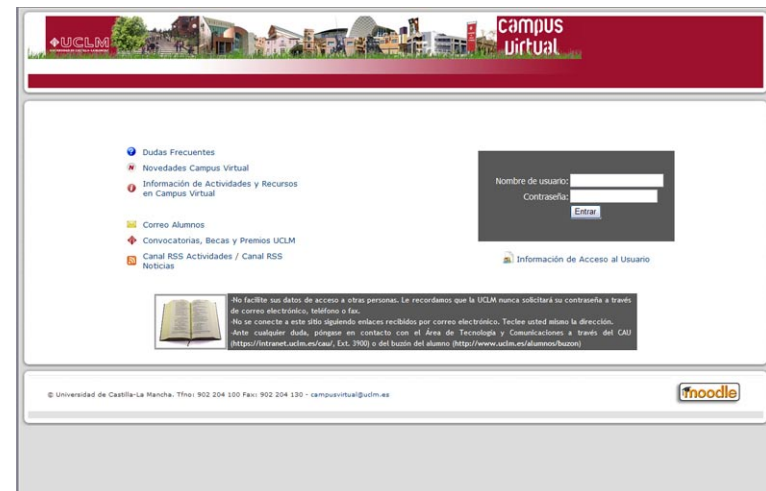 UCLM
campus
virtual
Dudas Frecuentes
Novedades Campus Virtual
Información de Actividades y Recursos
en Campus Virtual
Correo Alumnos
Convocatorias, Becas y Premios UCLM
Canal RSS Actividades / Canal RSS
Noticias
Nombre de usuario:
Contraseña:
Entrar
Información de Acceso al Usuario
-No facilite sus datos de acceso a otras personas. Le recordamos que la UCLM nunca solicitará su contraseña a través
de correo electrónico, teléfono o fax.
-No se conecte a este sitio siguiendo enlaces recibidos por correo electrónico. Teclee usted mismo la dirección.
-Ante cualquier duda, póngase en contacto con el Área de Tecnología y Comunicaciones a través del CAU
(https://intranet.uclm.es/cau/, Ext. 3900) o del buzón del alumno (http://www.uclm.es/alumnos/buzon)
© Universidad de Castilla-La Mancha. Tfno: 902 204 100 Fax: 902 204 130 - campusvirtual@uclm.es
moodle